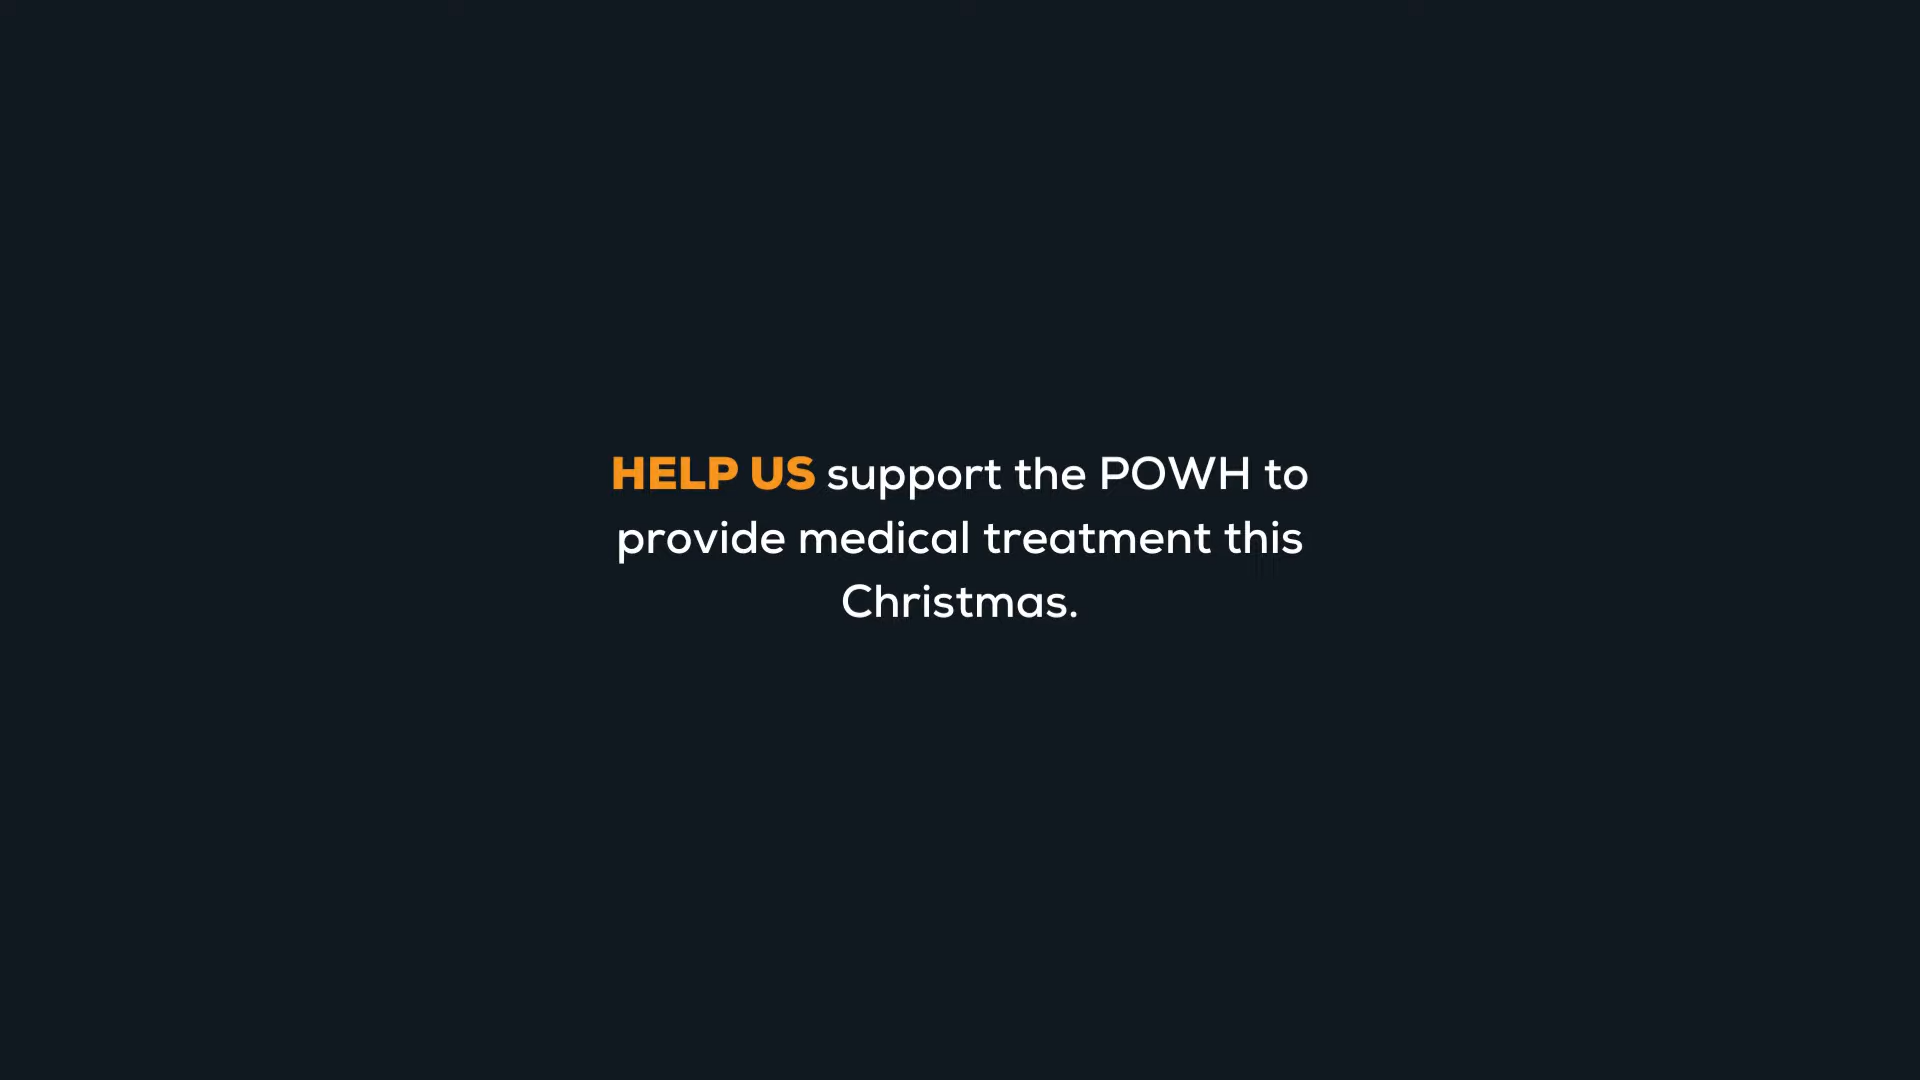 HELP US support the POWH to
provide medical treatment this
Christmas.